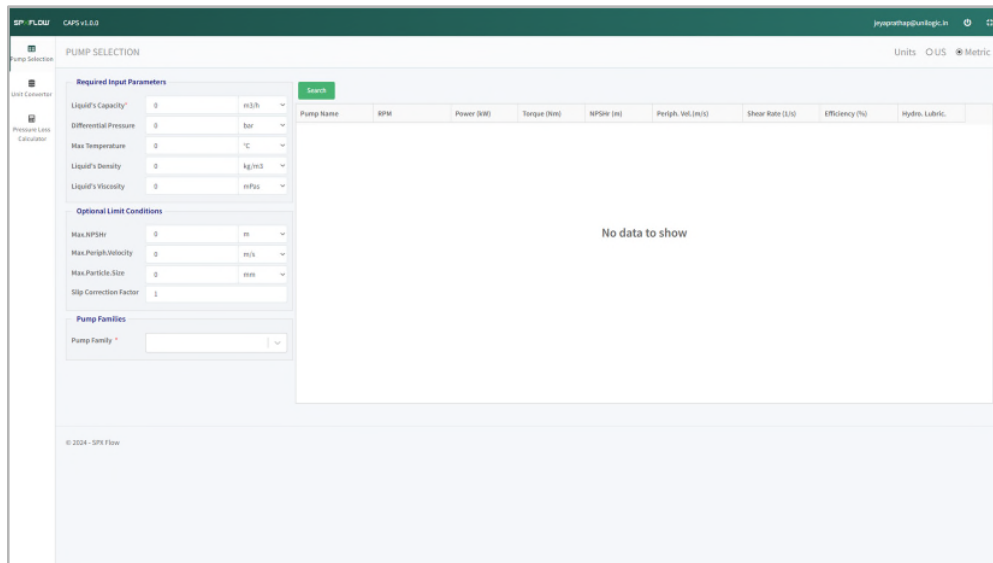 SPXFLOW CAPS v1.0.0 jeyaprathap@unilogic.in
Pump Selection
Unit Convertor
Pressure Loss
Calculator
PUMP SELECTION Units US Metric
Required Input Parameters
Liquid's Capacity* 0 m3/h
Differential Pressure 0 bar
Max Temperature 0 °C
Liquid's Density 0 kg/m3
Liquid's Viscosity 0 mPas
Optional Limit Conditions
Max.NPSHr 0 m
Max.Periph.Velocity 0 m/s
Max.Particle.Size 0 mm
Slip Correction Factor 1
Pump Families
Pump Family *
Search
Pump Name RPM Power (kW) Torque (Nm) NPSHr (m) Periph. Vel.(m/s) Shear Rate (1/s) Efficiency (%) Hydro. Lubric.
No data to show
© 2024 - SPX Flow